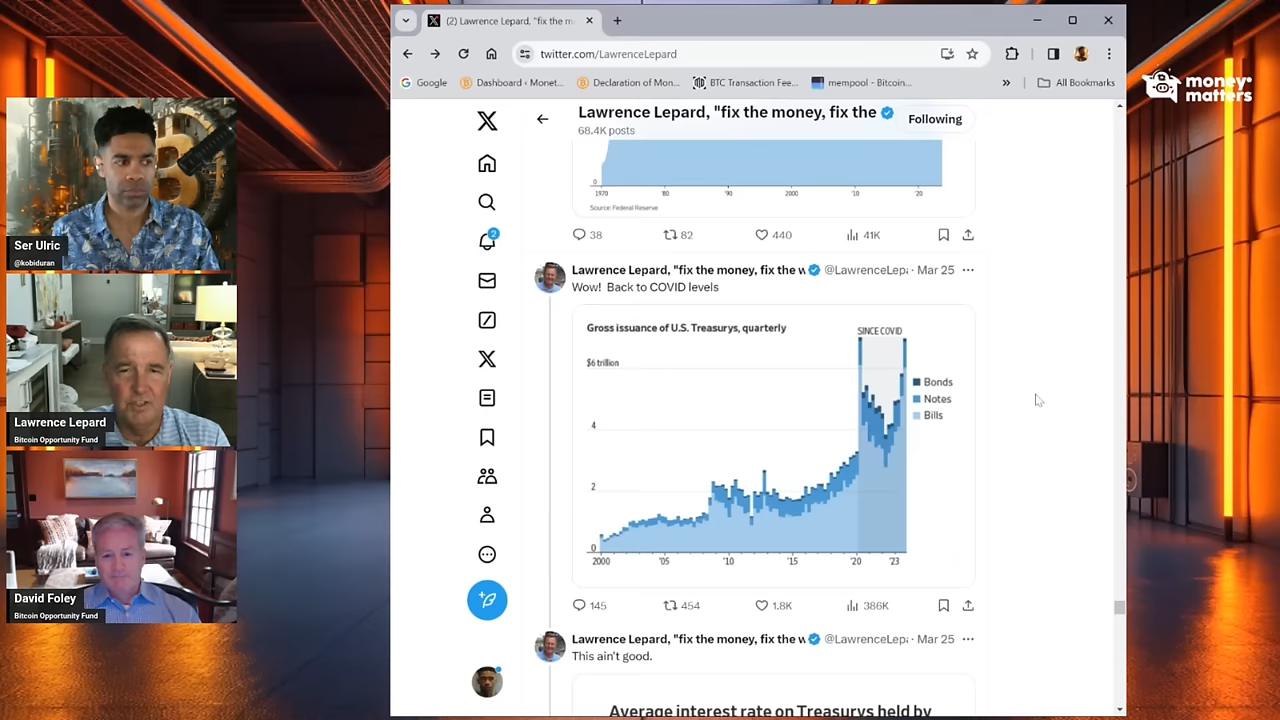 Ser Ulric
@kobiduran
Lawrence Lepard
Bitcoin Opportunity Fund
David Foley
Bitcoin Opportunity Fund
(2) Lawrence Lepard, "fix the m
twitter.com/LawrenceLepard
Google
Dashboard ‹ Monet...
Declaration of Mon...
BTC Transaction Fee...
mempool - Bitcoin...
»
All Bookmarks
money
matters
Lawrence Lepard, "fix the money, fix the
68.4K posts
Following
0
1970 '80 '90 2000 '10 '20
Source: Federal Reserve
38 82 440 41K
2
Lawrence Lepard, "fix the money, fix the w @LawrenceLep · Mar 25 ···
Wow! Back to COVID levels
Gross issuance of U.S. Treasurys, quarterly
SINCE COVID
$6 trillion
4
2
0
2000 '05 '10 '15 '20 '23
Bonds
Notes
Bills
145 454 1.8K 386K
Lawrence Lepard, "fix the money, fix the w @LawrenceLep · Mar 25 ···
This ain't good.
Average interest rate on Treasurys held by